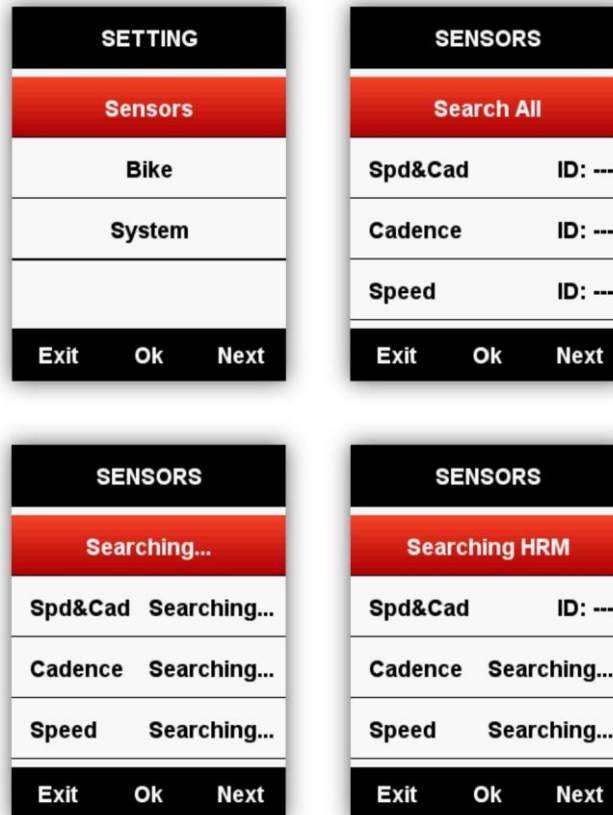 SETTING
Sensors
Bike
System
Exit Ok Next
SENSORS
Search All
Spd&Cad ID: ---
Cadence ID: ---
Speed ID: ---
Exit Ok Next
SENSORS
Searching...
Spd&Cad Searching...
Cadence Searching...
Speed Searching...
Exit Ok Next
SENSORS
Searching HRM
Spd&Cad ID: ---
Cadence Searching...
Speed Searching...
Exit Ok Next